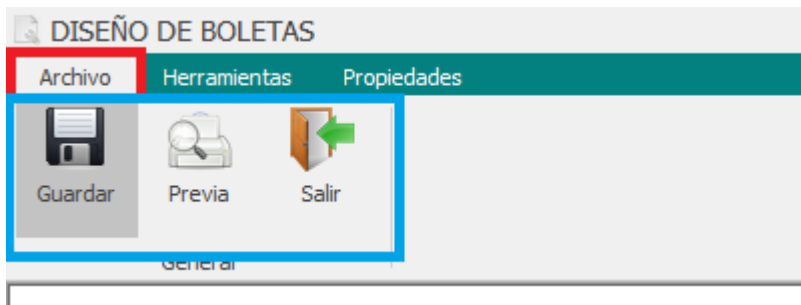 DISEÑO DE BOLETAS
Archivo Herramientas Propiedades
Guardar Previa Salir
General